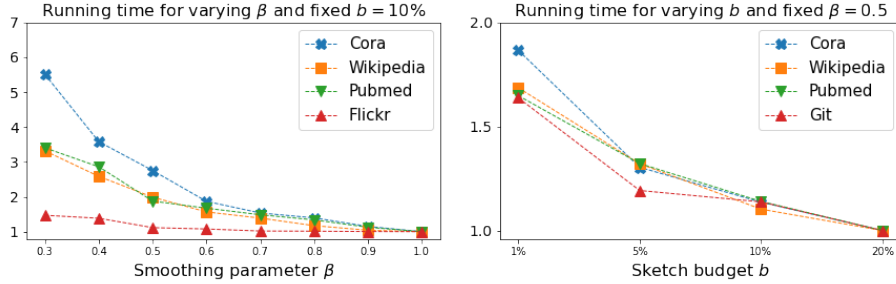 Running time for varying β and fixed b = 10%
7
6
5
4
3
2
1
0.3 0.4 0.5 0.6 0.7 0.8 0.9 1.0
Smoothing parameter β
Cora
Wikipedia
Pubmed
Flickr
Running time for varying b and fixed β = 0.5
2.0
1.5
1.0
1% 5% 10% 20%
Sketch budget b
Cora
Wikipedia
Pubmed
Git